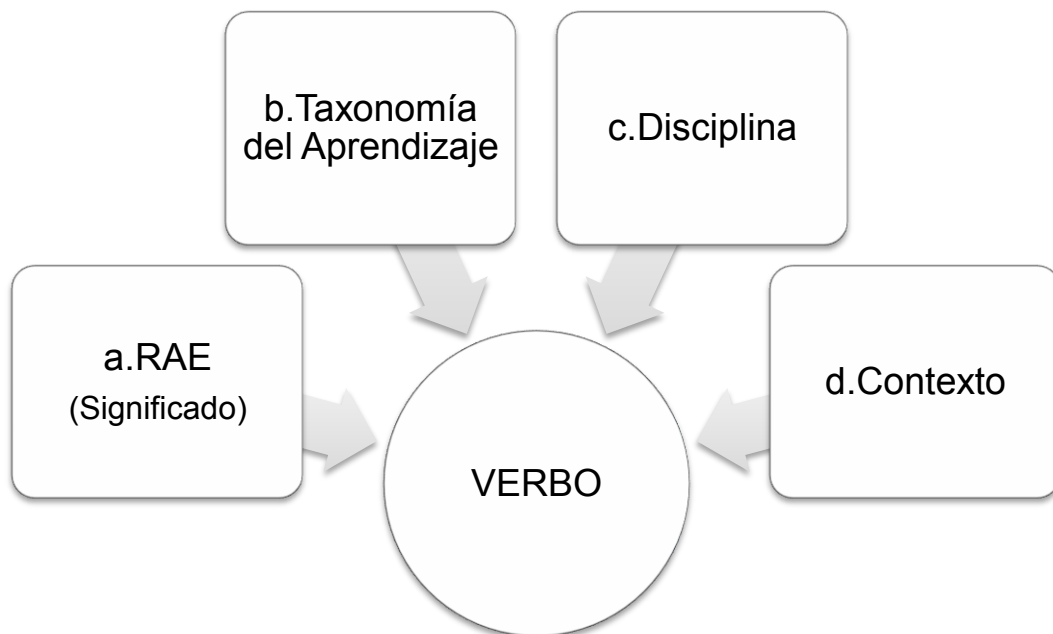 a.RAE
(Significado)
b.Taxonomía
del Aprendizaje
c.Disciplina
d.Contexto
VERBO